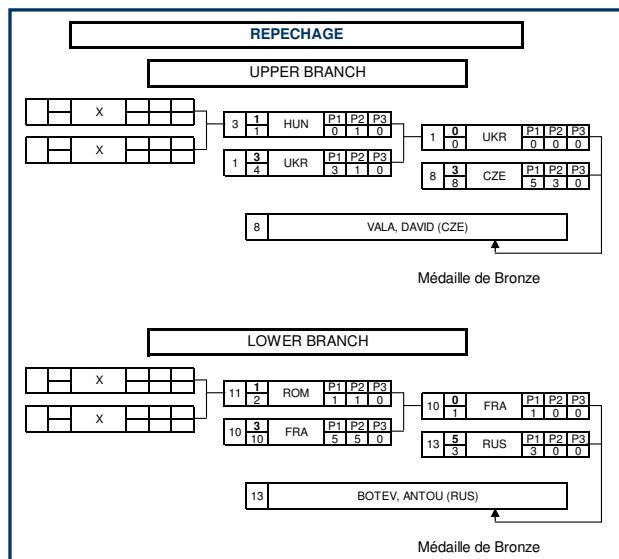 REPECHAGE
UPPER BRANCH
X
X
3 1 1 HUN P1 P2 P3 0 1 0
1 3 4 UKR P1 P2 P3 3 1 0
1 0 0 UKR P1 P2 P3 0 0 0
8 3 8 CZE P1 P2 P3 5 3 0
8 VALA, DAVID (CZE)
Médaille de Bronze
LOWER BRANCH
X
X
11 1 2 ROM P1 P2 P3 1 1 0
10 3 10 FRA P1 P2 P3 5 5 0
10 0 1 FRA P1 P2 P3 1 0 0
13 5 3 RUS P1 P2 P3 3 0 0
13 BOTEV, ANTOU (RUS)
Médaille de Bronze